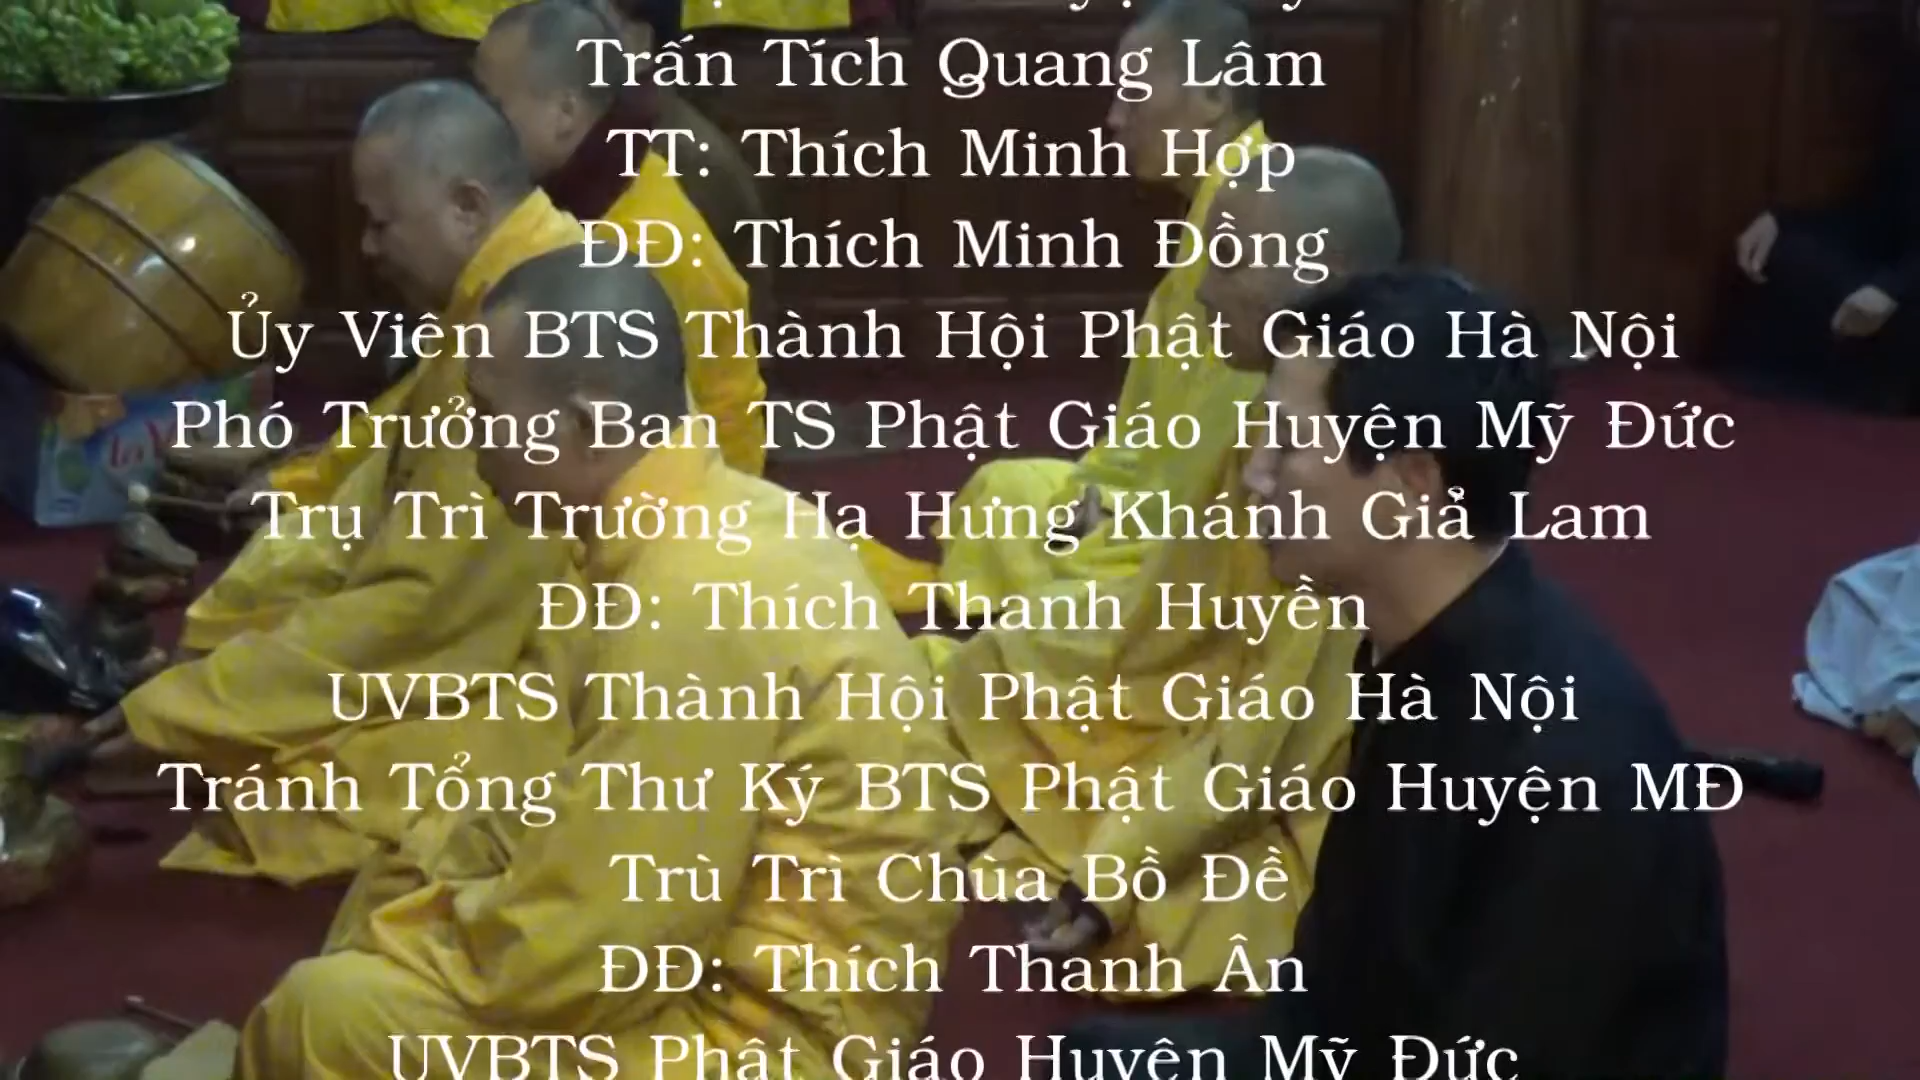 Trấn Tích Quang Lâm
TT: Thích Minh Hợp
ĐĐ: Thích Minh Đồng
Ủy Viên BTS Thành Hội Phật Giáo Hà Nội
Phó Trưởng Ban TS Phật Giáo Huyện Mỹ Đức
Trụ Trì Trường Hạ Hưng Khánh Giả Lam
ĐĐ: Thích Thanh Huyền
UVBTS Thành Hội Phật Giáo Hà Nội
Tránh Tổng Thư Ký BTS Phật Giáo Huyện MĐ
Trù Trì Chùa Bồ Đề
ĐĐ: Thích Thanh Ân
UVBTS Phật Giáo Huyện Mỹ Đức